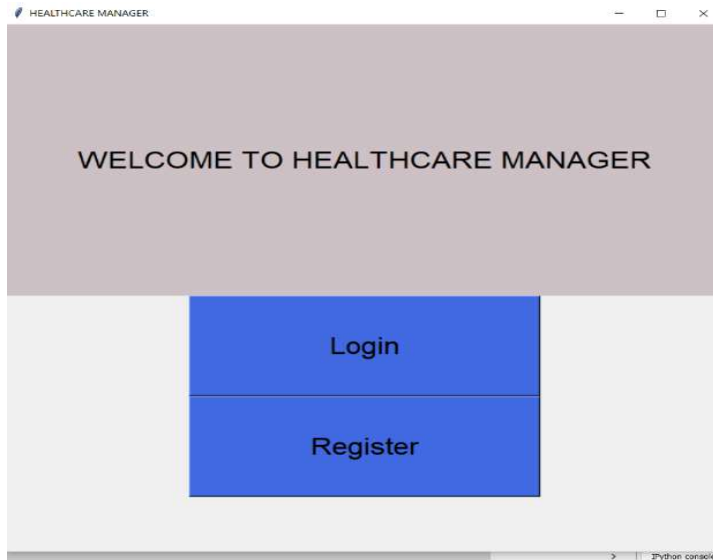 HEALTHCARE MANAGER
WELCOME TO HEALTHCARE MANAGER
Login
Register
IPython console